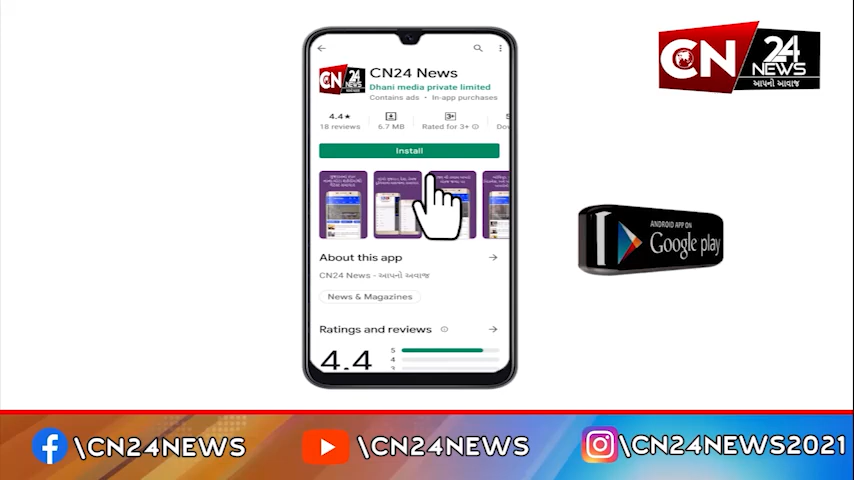 CN24 News
Dhani media private limited
Contains ads • In-app purchases
4.4★
18 reviews
6.7 MB
3+
Rated for 3+
Install
About this app
CN24 News - આપનો અવાજ
News & Magazines
Ratings and reviews
4.4
5
4
3
CN 24 NEWS
આપનો અવાજ
ANDROID APP ON
Google play
\CN24NEWS
\CN24NEWS
\CN24NEWS2021